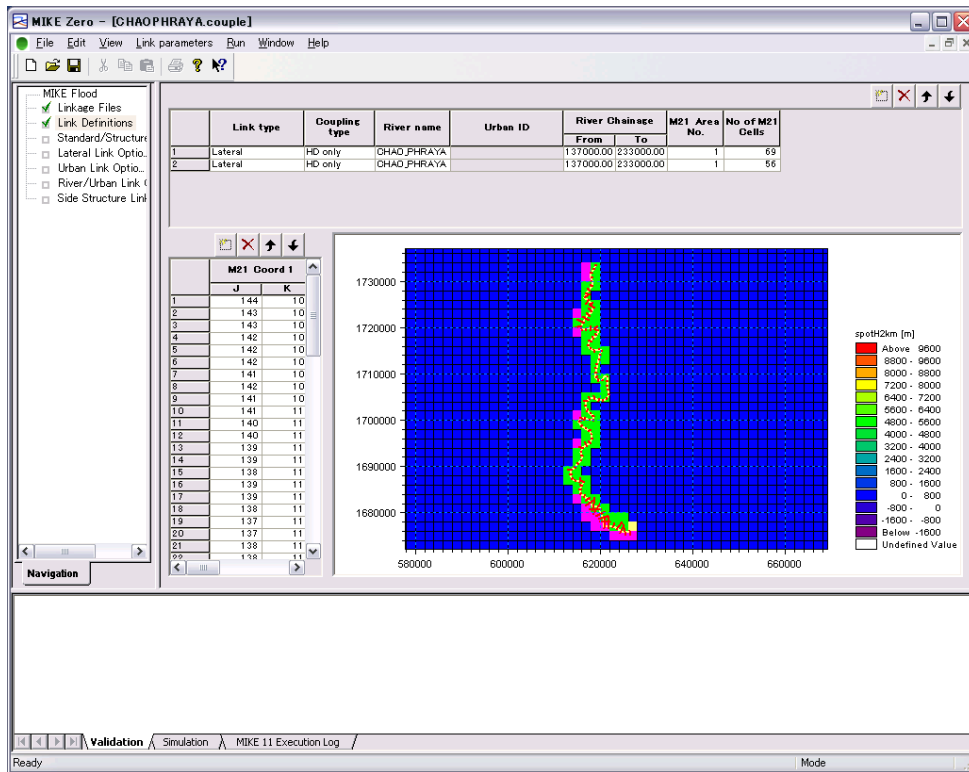 MIKE Zero - [CHAOPHRAYA.couple]
File Edit View Link parameters Run Window Help
MIKE Flood
Linkage Files
Link Definitions
Standard/Structure
Lateral Link Optio...
Urban Link Optio...
River/Urban Link
Side Structure Link
Navigation
Link type Coupling type River name Urban ID River Chainage From To M21 Area No. No of M21 Cells
1 Lateral HD only CHAO_PHRAYA 137000.00 233000.00 1 69
2 Lateral HD only CHAO_PHRAYA 137000.00 233000.00 1 56
M21 Coord 1
J K
1 144 10
2 143 10
3 143 10
4 142 10
5 142 10
6 142 10
7 141 10
8 142 10
9 141 10
10 141 11
11 140 11
12 140 11
13 139 11
14 139 11
15 138 11
16 139 11
17 139 11
18 138 11
19 137 11
20 137 11
21 138 11
22 138 11
1730000
1720000
1710000
1700000
1690000
1680000
580000 600000 620000 640000 660000
spotH2km [m]
Above 9600
8800 - 9600
8000 - 8800
7200 - 8000
6400 - 7200
5600 - 6400
4800 - 5600
4000 - 4800
3200 - 4000
2400 - 3200
1600 - 2400
800 - 1600
0 - 800
-800 - 0
-1600 - -800
Below -1600
Undefined Value
Validation Simulation MIKE 11 Execution Log
Ready Mode